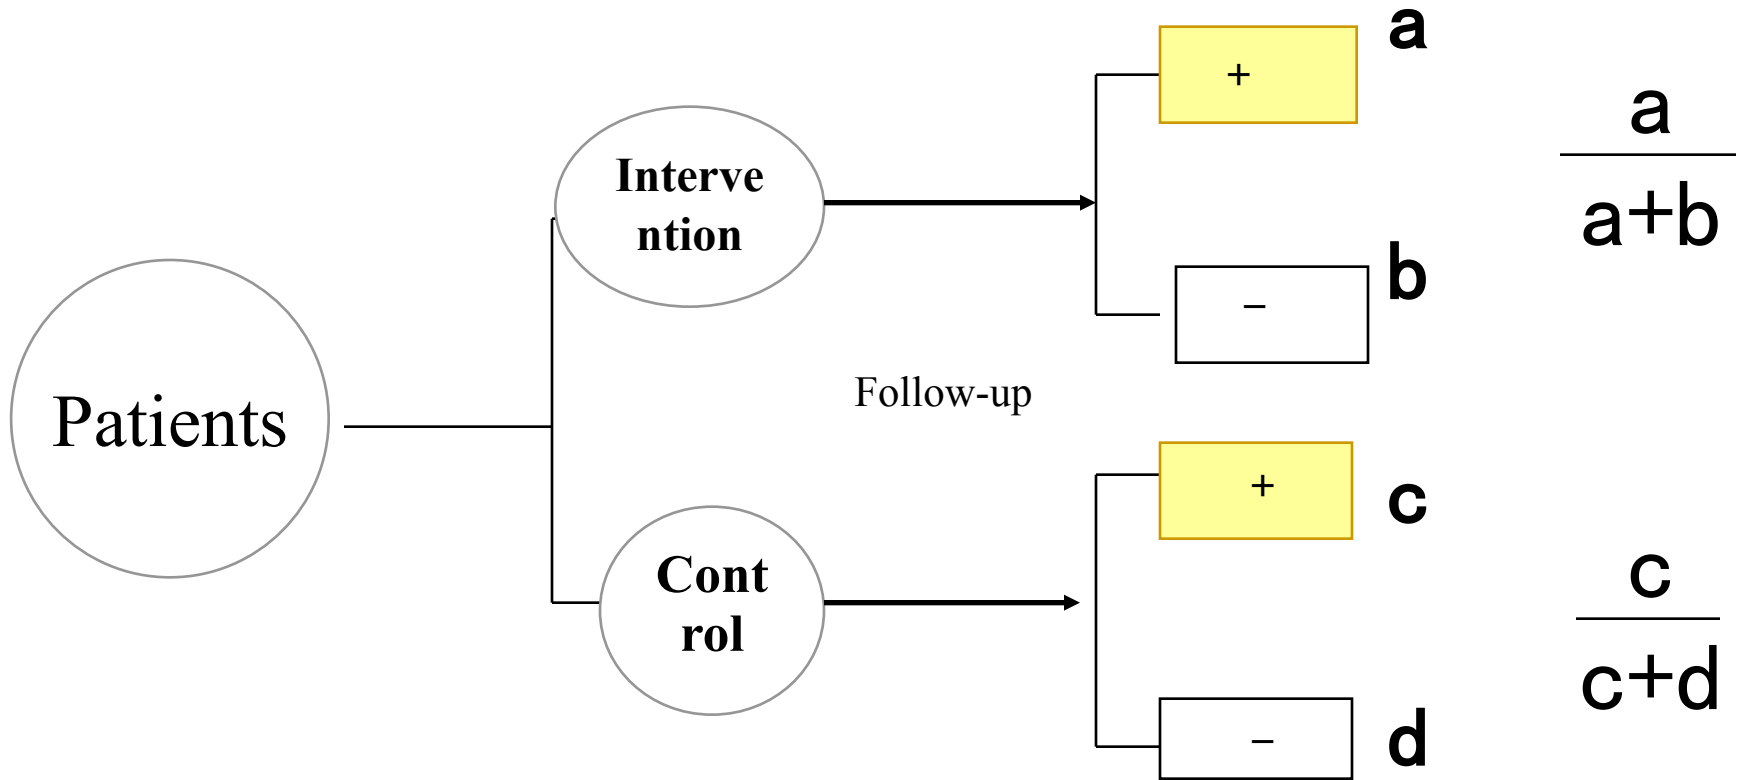 Patients
Interve
ntion
Follow-up
Cont
rol
+
a
−
b
+
c
−
d
a
a+b
c
c+d